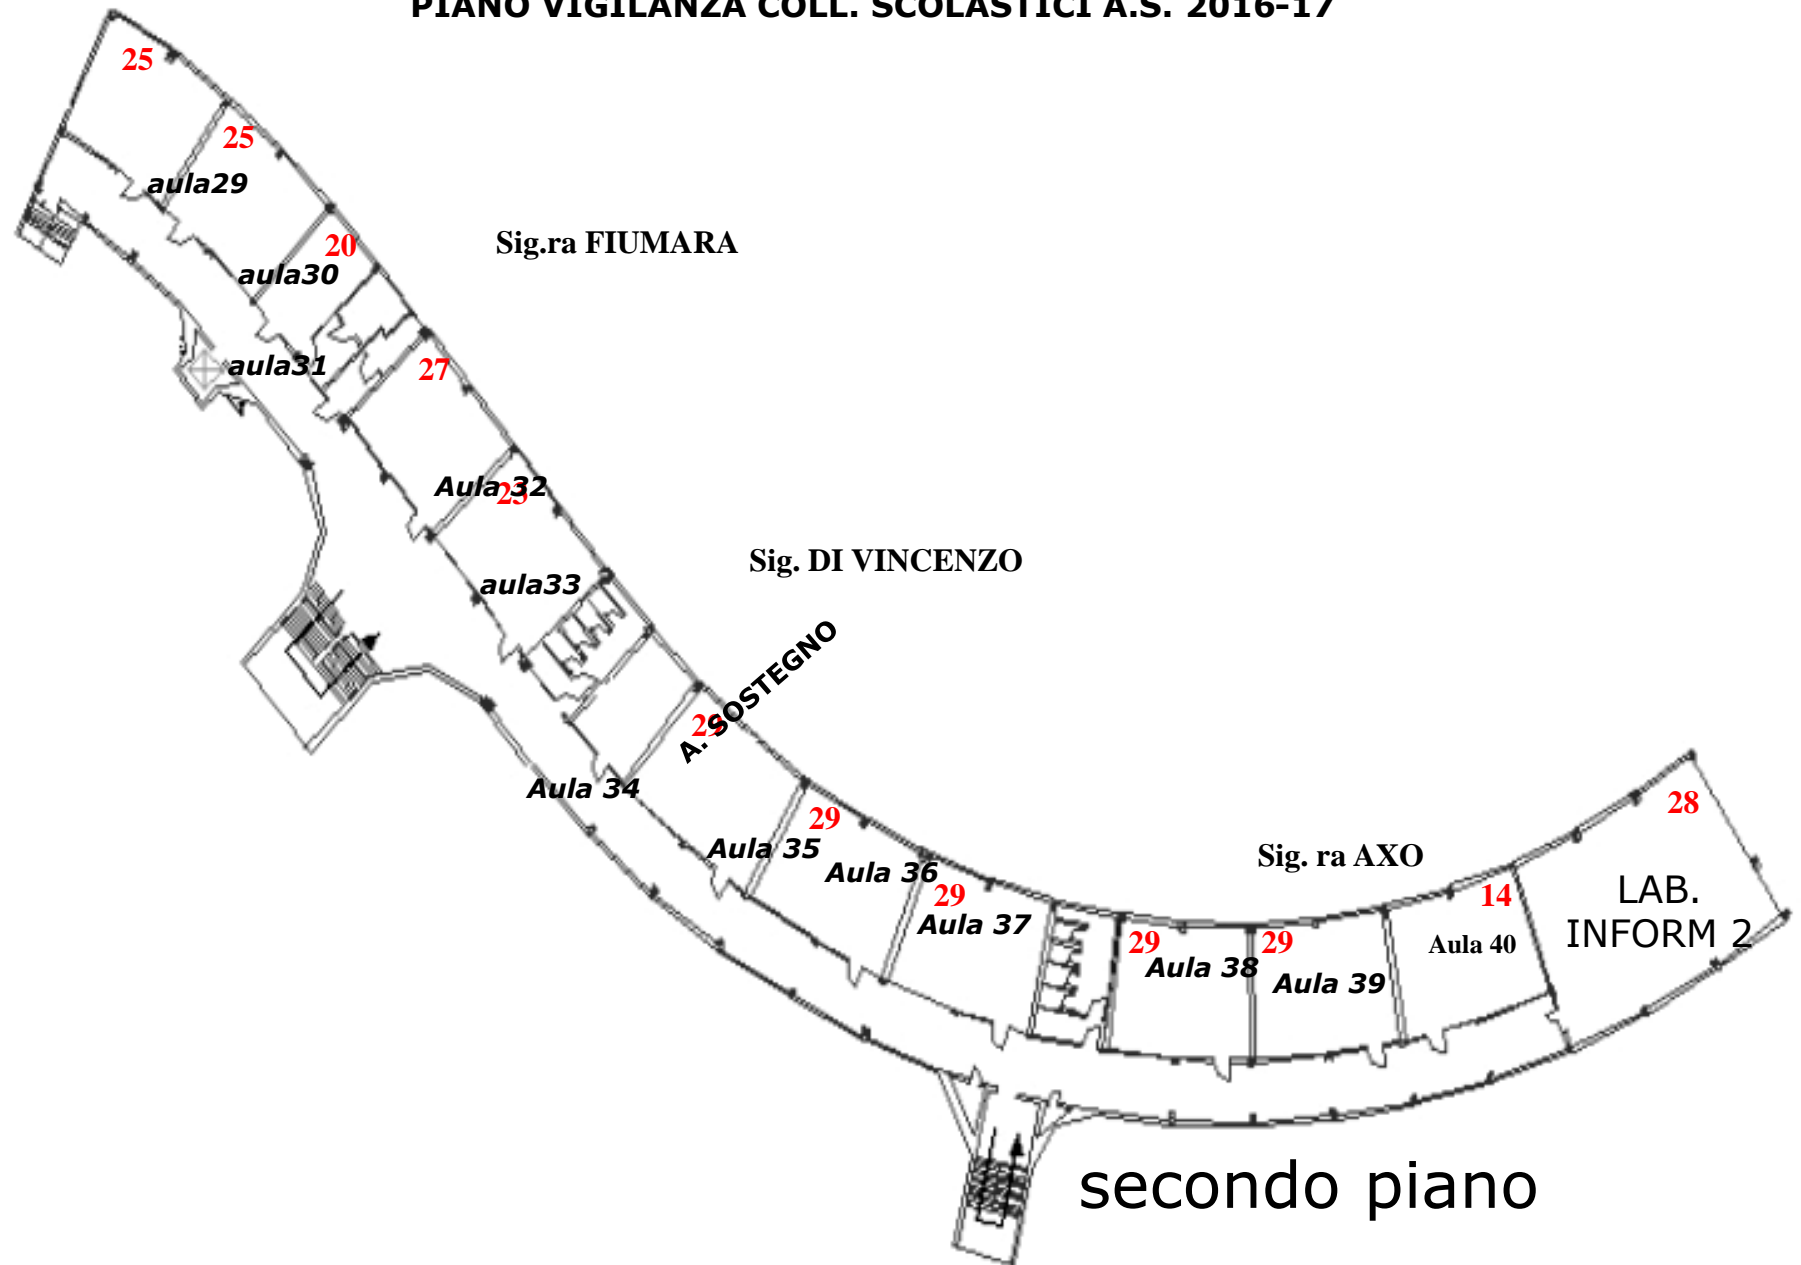 PIANO VIGILANZA COLL. SCOLASTICI A.S. 2016-17
25
25
aula29
20
Sig.ra FIUMARA
aula30
aula31
27
Aula 32
23
Sig. DI VINCENZO
aula33
A. SOSTEGNO
29
Aula 34
29
Aula 35
Aula 36
29
Aula 37
Sig. ra AXO
28
14
LAB.
INFORM 2
29
29
Aula 38
Aula 39
Aula 40
secondo piano